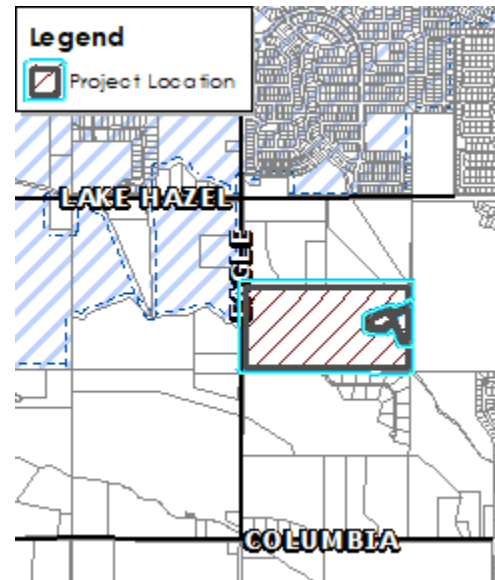 Legend
Project Location
LAKE HAZEL
EAGLE
COLUMBIA